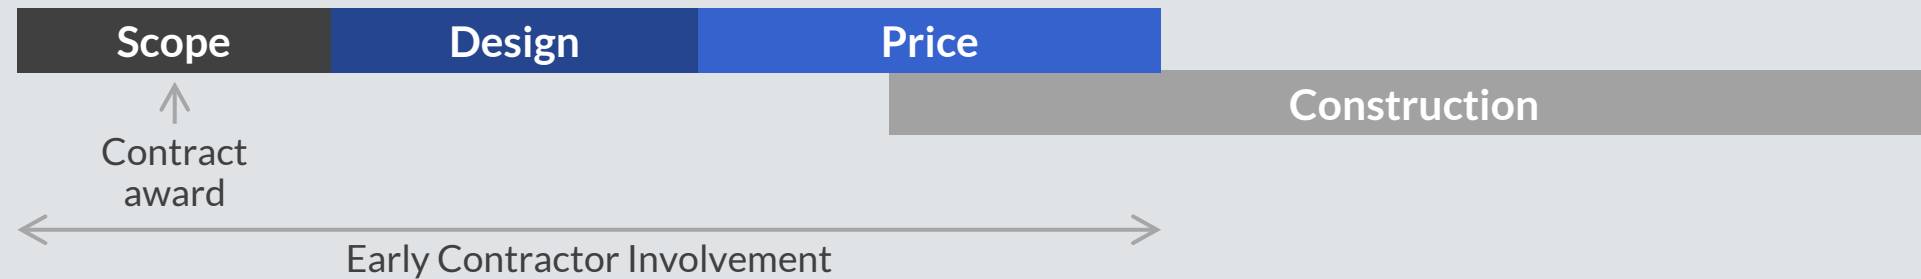 Scope
Design
Price
Construction
Contract
award
Early Contractor Involvement